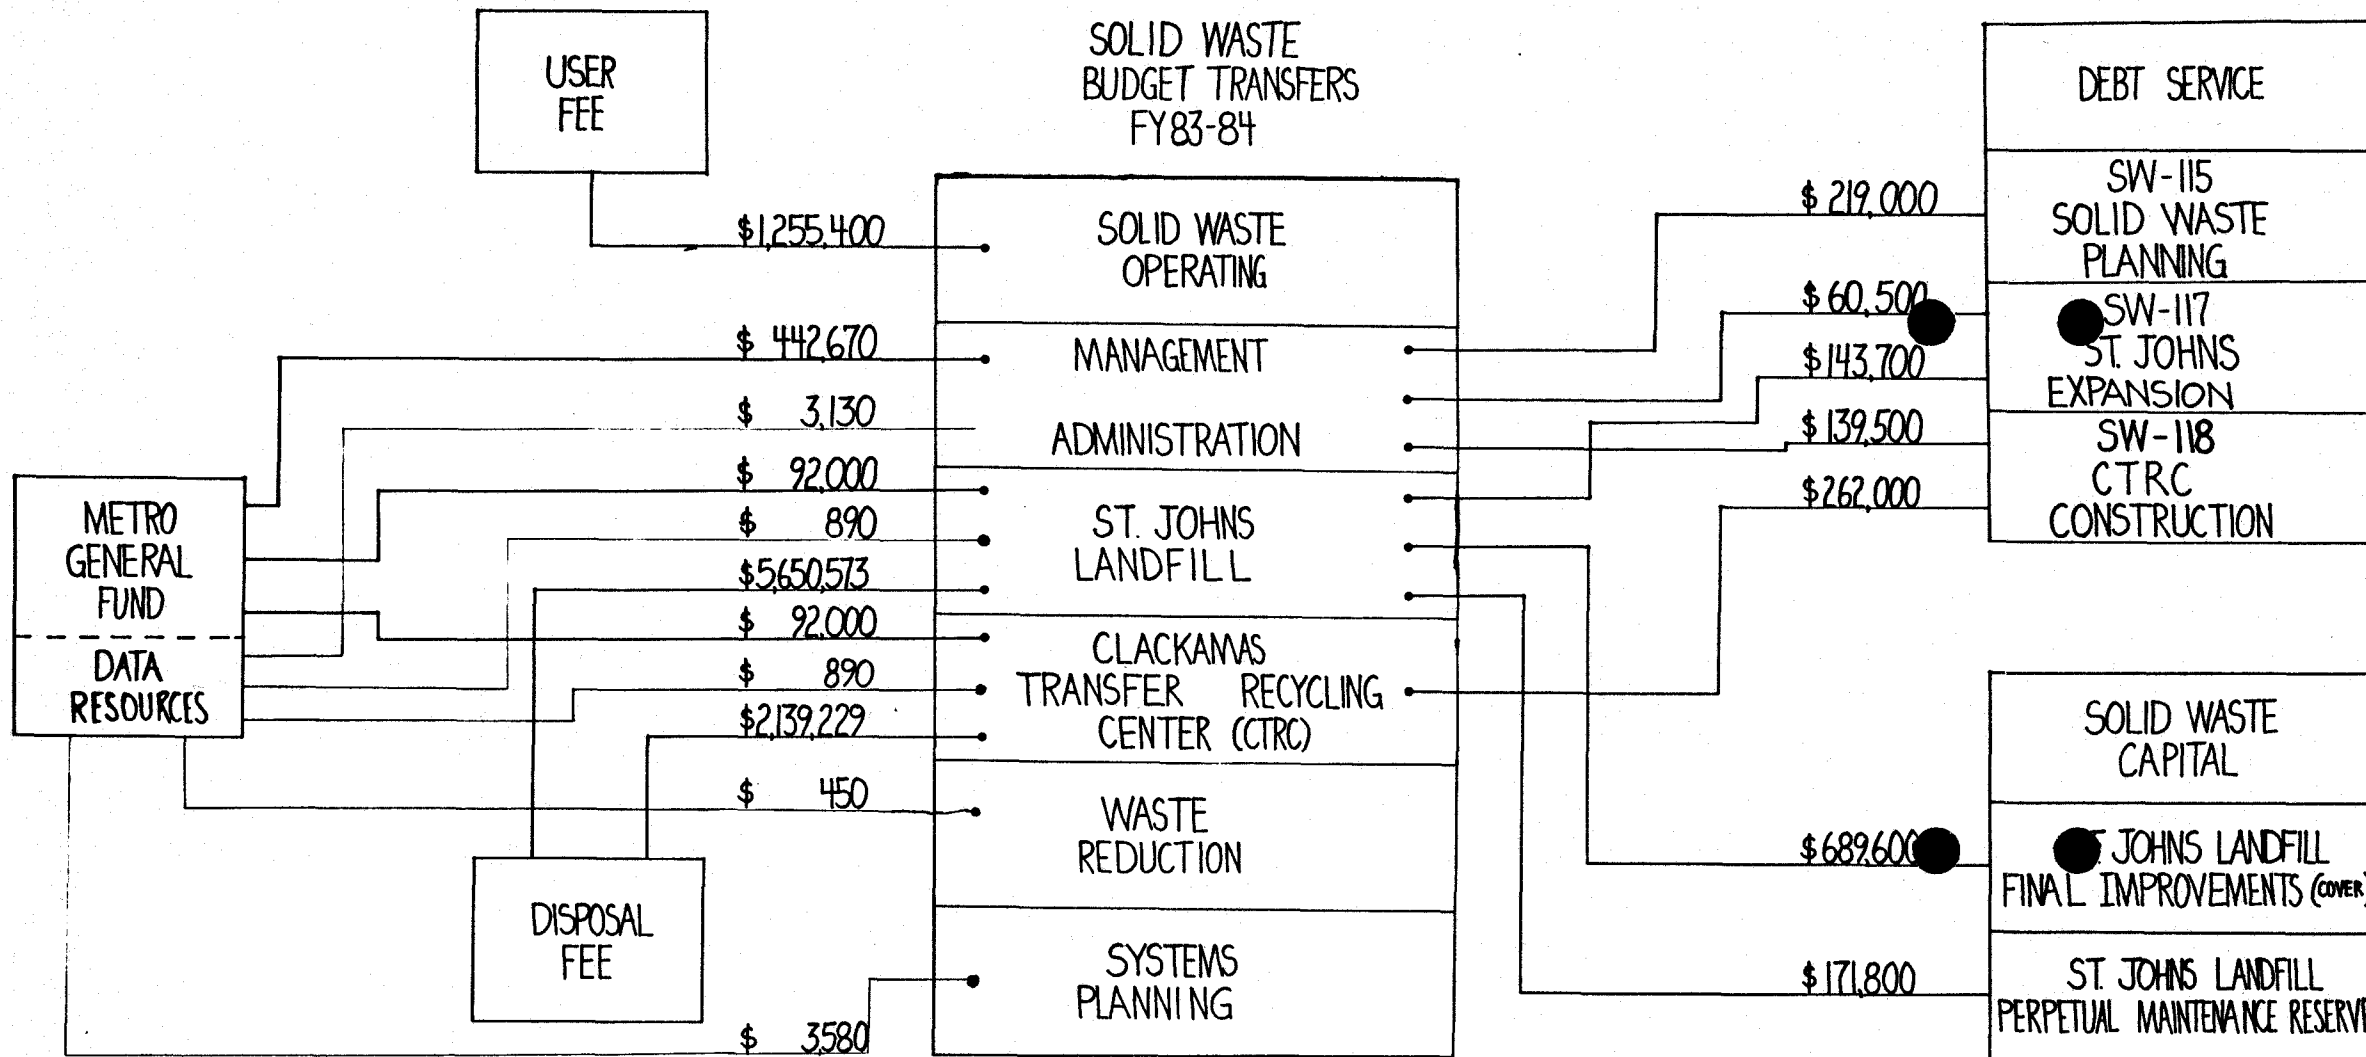 SOLID WASTE
BUDGET TRANSFERS
FY83-84
USER
FEE
$1,255,400
$ 442,670
$ 3,130
$ 92,000
$ 890
$5,650,573
$ 92,000
$ 890
$2,139,229
$ 450
$ 3,580
METRO
GENERAL
FUND
DATA
RESOURCES
DISPOSAL
FEE
SOLID WASTE
OPERATING
MANAGEMENT
ADMINISTRATION
ST. JOHNS
LANDFILL
CLACKAMAS
TRANSFER RECYCLING
CENTER (CTRC)
WASTE
REDUCTION
SYSTEMS
PLANNING
$ 219,000
$ 60,500
$143,700
$ 139,500
$262,000
$689,600
$171,800
DEBT SERVICE
SW-115
SOLID WASTE
PLANNING
SW-117
ST. JOHNS
EXPANSION
SW-118
CTRC
CONSTRUCTION
SOLID WASTE
CAPITAL
JOHNS LANDFILL
FINAL IMPROVEMENTS (COVER)
ST. JOHNS LANDFILL
PERPETUAL MAINTENANCE RESERVE